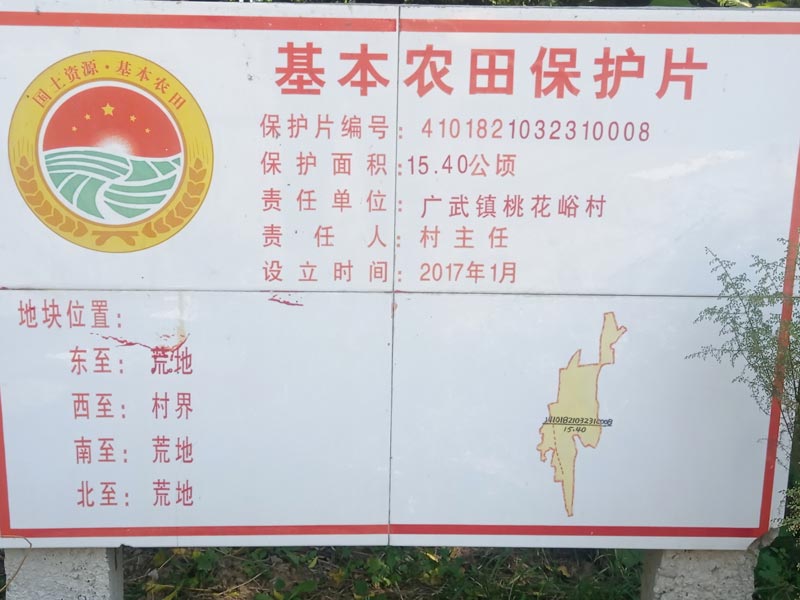 国土资源·基本农田
基本农田保护片
保护片编号：4101821032310008
保护面积：15.40公顷
责任单位：广武镇桃花峪村
责任人：村主任
设立时间：2017年1月
地块位置：
东至：荒地
西至：村界
南至：荒地
北至：荒地
4101821032310008
15.40